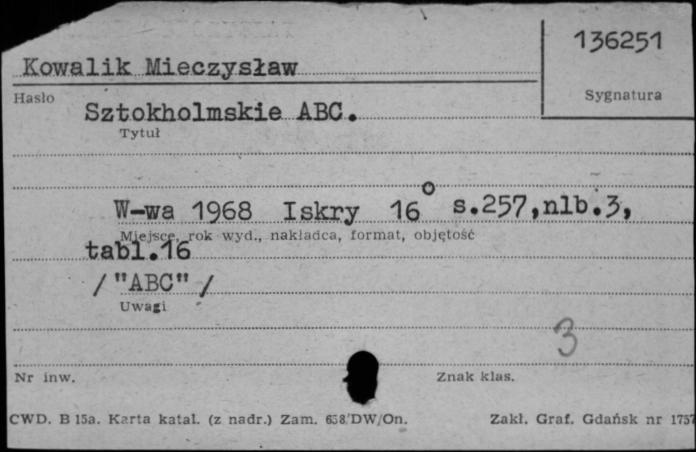 136251
Kowalik Mieczysław
Hasło
Sygnatura
Sztokholmskie ABC.
Tytuł
W-wa 1968 Iskry 16° s.257,nlb.3,
Miejsce, rok wyd., nakładca, format, objętość
tabl.16
/"ABC"/
Uwagi
3
Nr inw.
Znak klas.
CWD. B 15a. Karta katal. (z nadr.) Zam. 658/DW/On.
Zakł. Graf. Gdańsk nr 1757